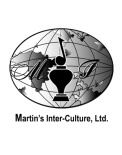 M I
Martin's Inter-Culture, Ltd.